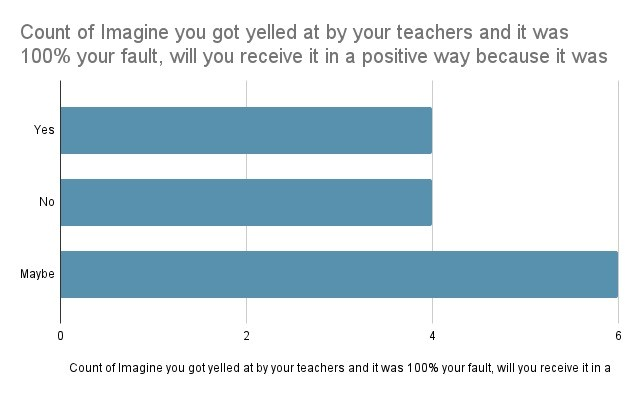 Count of Imagine you got yelled at by your teachers and it was
100% your fault, will you receive it in a positive way because it was
Yes
No
Maybe
0 2 4 6
Count of Imagine you got yelled at by your teachers and it was 100% your fault, will you receive it in a